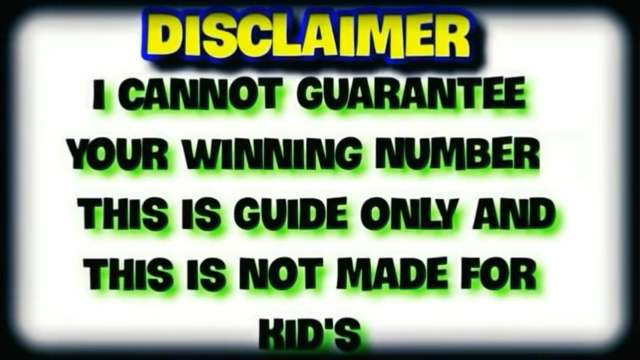 DISCLAIMER
I CANNOT GUARANTEE
YOUR WINNING NUMBER
THIS IS GUIDE ONLY AND
THIS IS NOT MADE FOR
KID'S